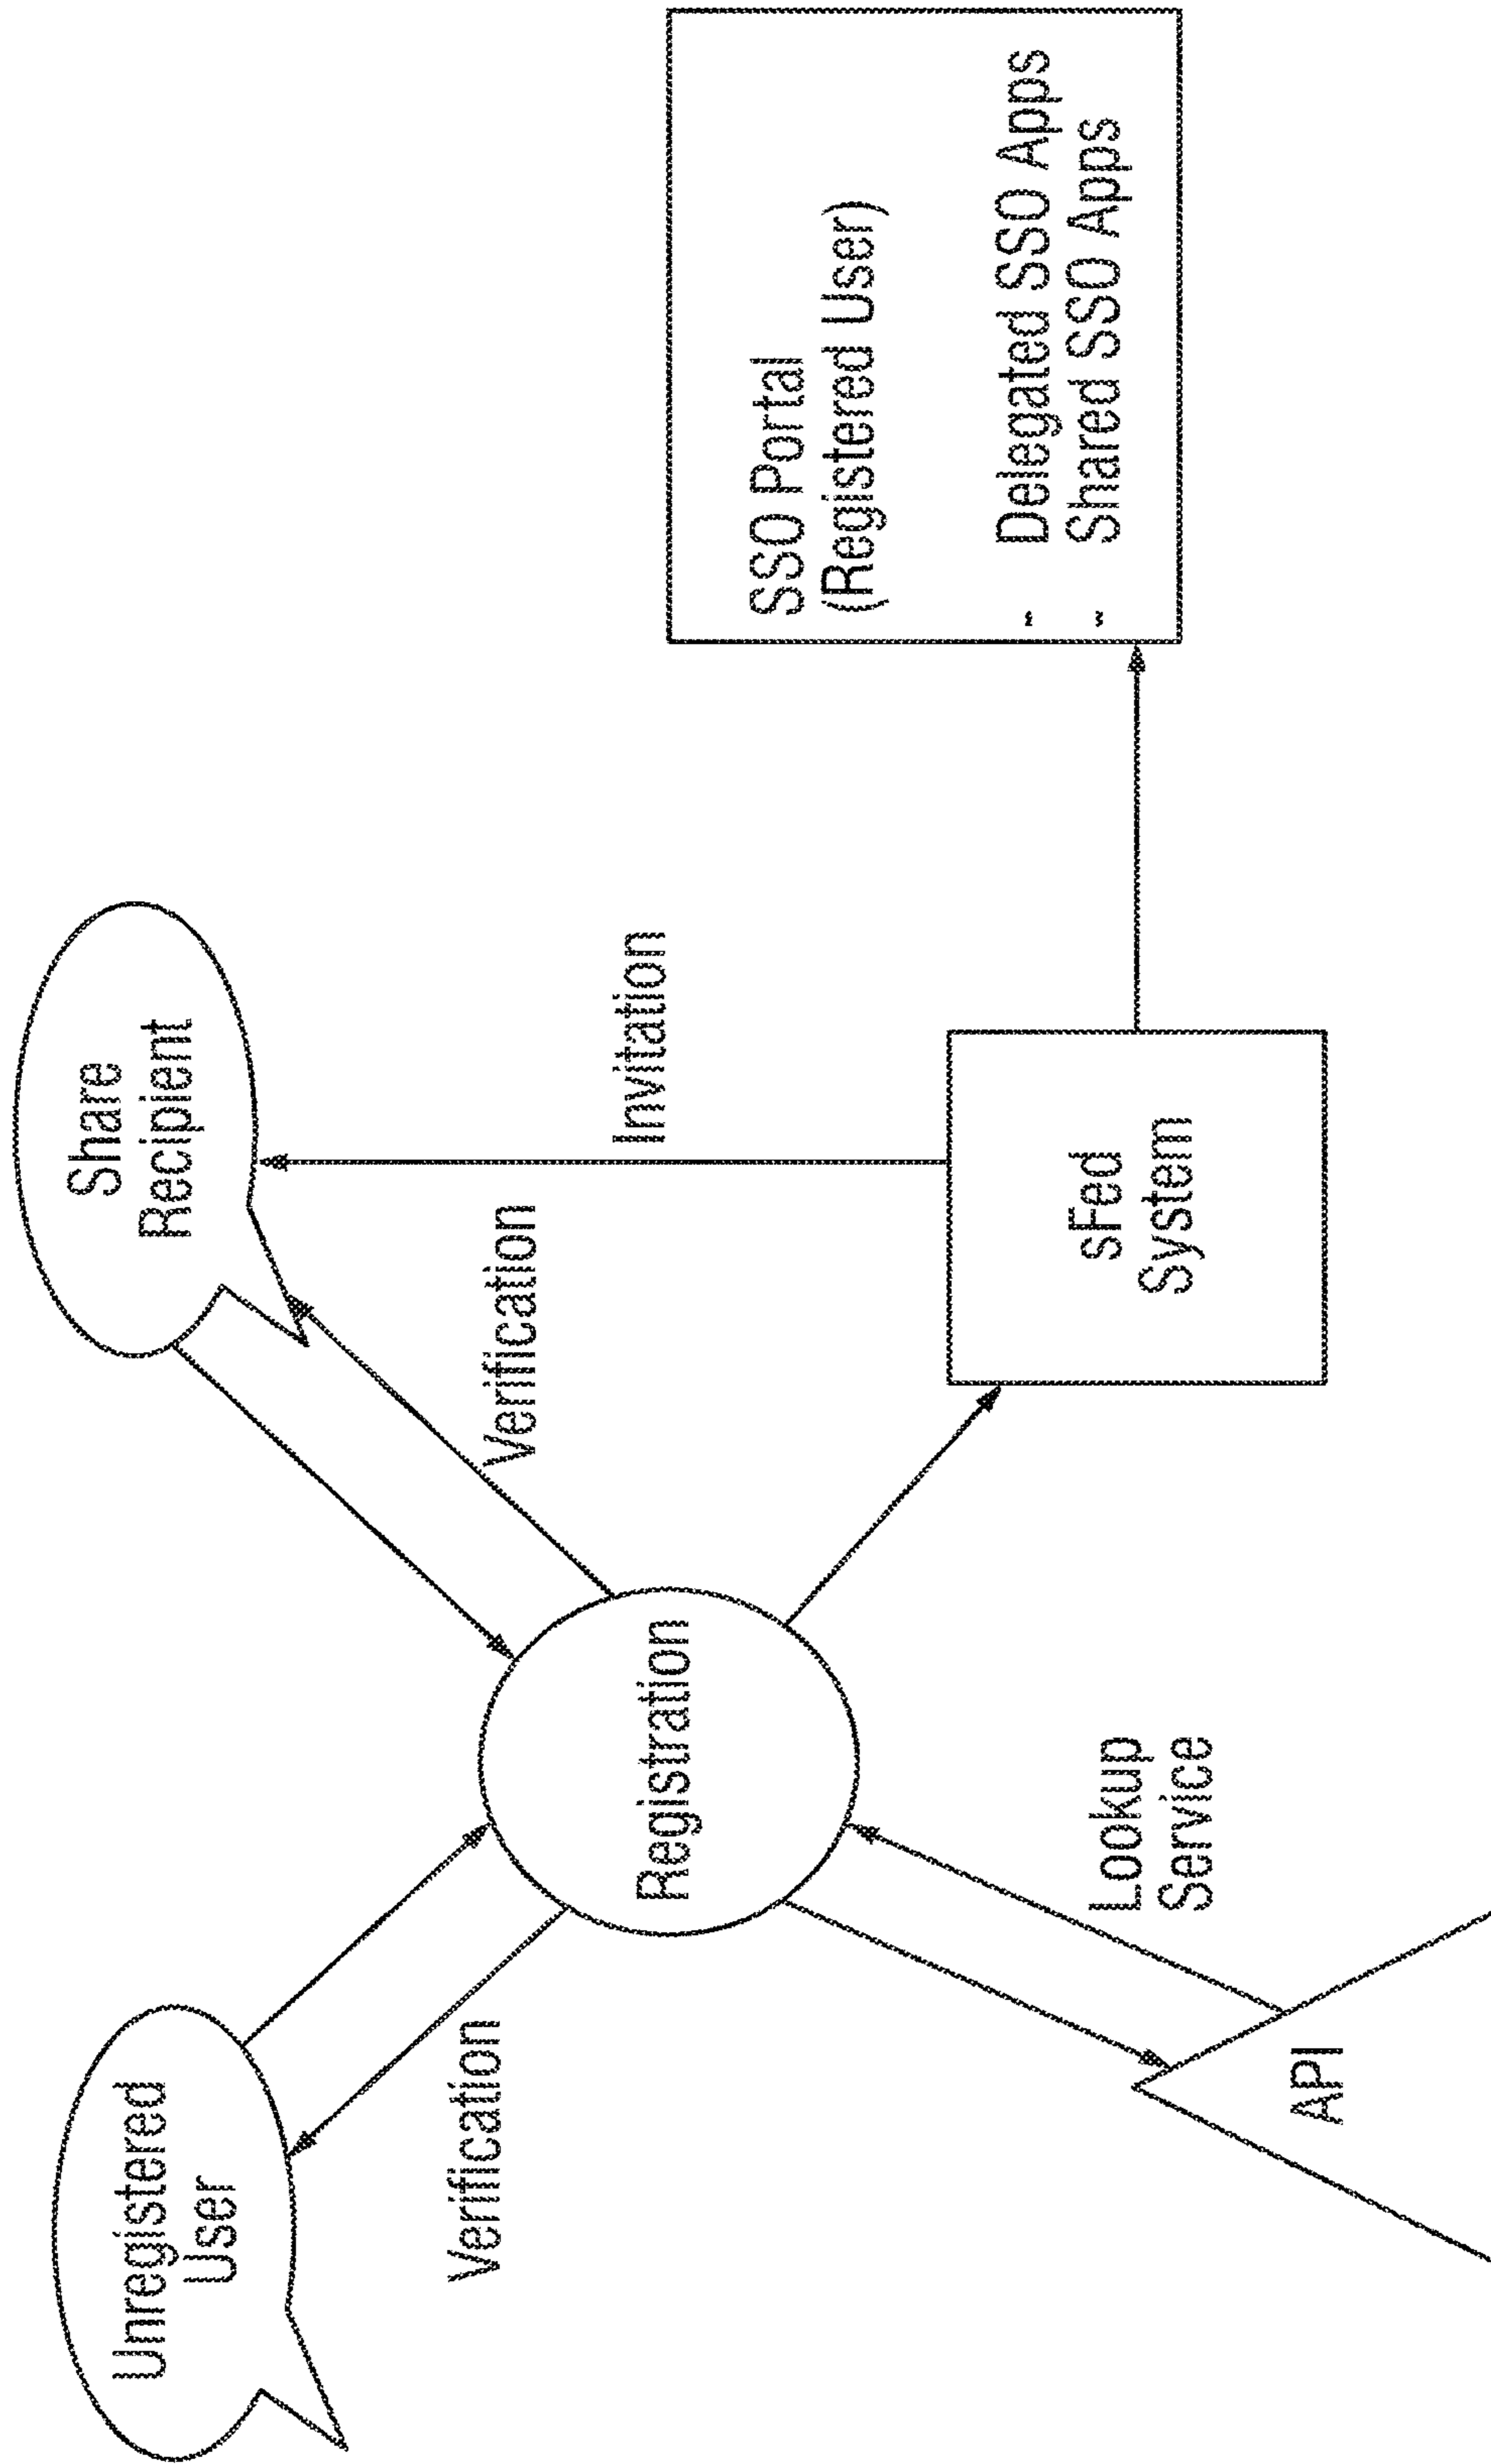 Unregistered
User
Share
Recipient
Verification
Verification
Invitation
Registration
SSO Portal
(Registered User)
- Delegated SSO Apps
- Shared SSO Apps
sFed
System
Lookup
Service
API